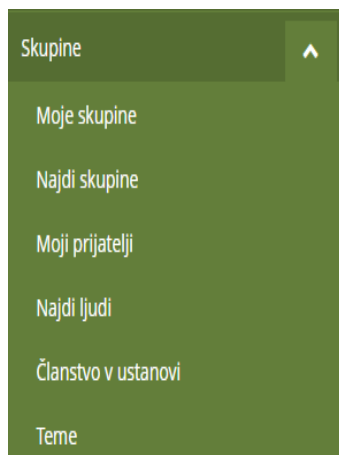 Skupine
Moje skupine
Najdi skupine
Moji prijatelji
Najdi ljudi
Članstvo v ustanovi
Teme